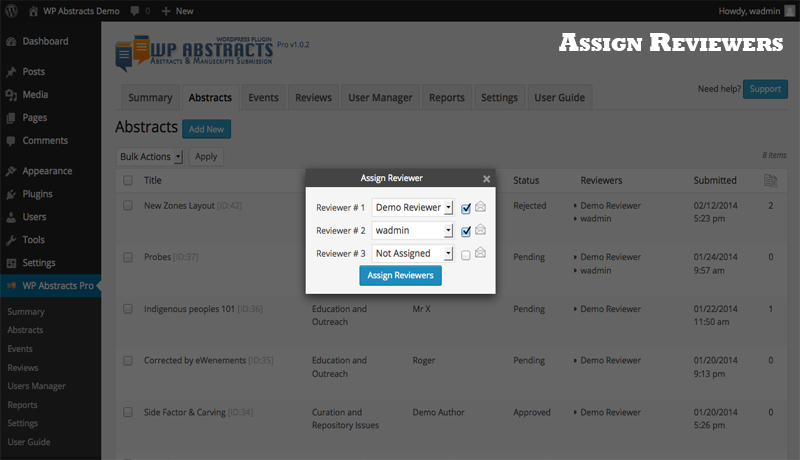 WP Abstracts Demo 0 + New Howdy, wadmin
ASSIGN REVIEWERS
Dashboard
Posts
Media
Pages
Comments
Appearance
Plugins
Users
Tools
Settings
WP Abstracts Pro
Summary
Abstracts
Events
Reviews
Users Manager
Reports
Settings
User Guide
WORDPRESS PLUGIN
WP ABSTRACTS Pro v1.0.2
ABSTRACTS & MANUSCRIPTS SUBMISSION
Need help? Support
Summary Abstracts Events Reviews User Manager Reports Settings User Guide
Abstracts Add New
Bulk Actions Apply 8 items
Title Status Reviewers Submitted
New Zones Layout [ID:42] Rejected Demo Reviewer 02/12/2014 2
wadmin 5:23 pm
Probes [ID:37] Pending Demo Reviewer 01/24/2014 0
wadmin 9:57 am
Indigenous peoples 101 [ID:36] Education and Mr X Pending Demo Reviewer 01/22/2014 1
Outreach 11:50 am
Corrected by eWenements [ID:35] Education and Roger Pending Demo Reviewer 01/20/2014 0
Outreach 9:13 pm
Side Factor & Carving [ID:34] Curation and Demo Author Approved Demo Reviewer 01/20/2014 0
Repository Issues 5:26 pm
Assign Reviewer ×
Reviewer # 1 Demo Reviewer
Reviewer # 2 wadmin
Reviewer # 3 Not Assigned
Assign Reviewers